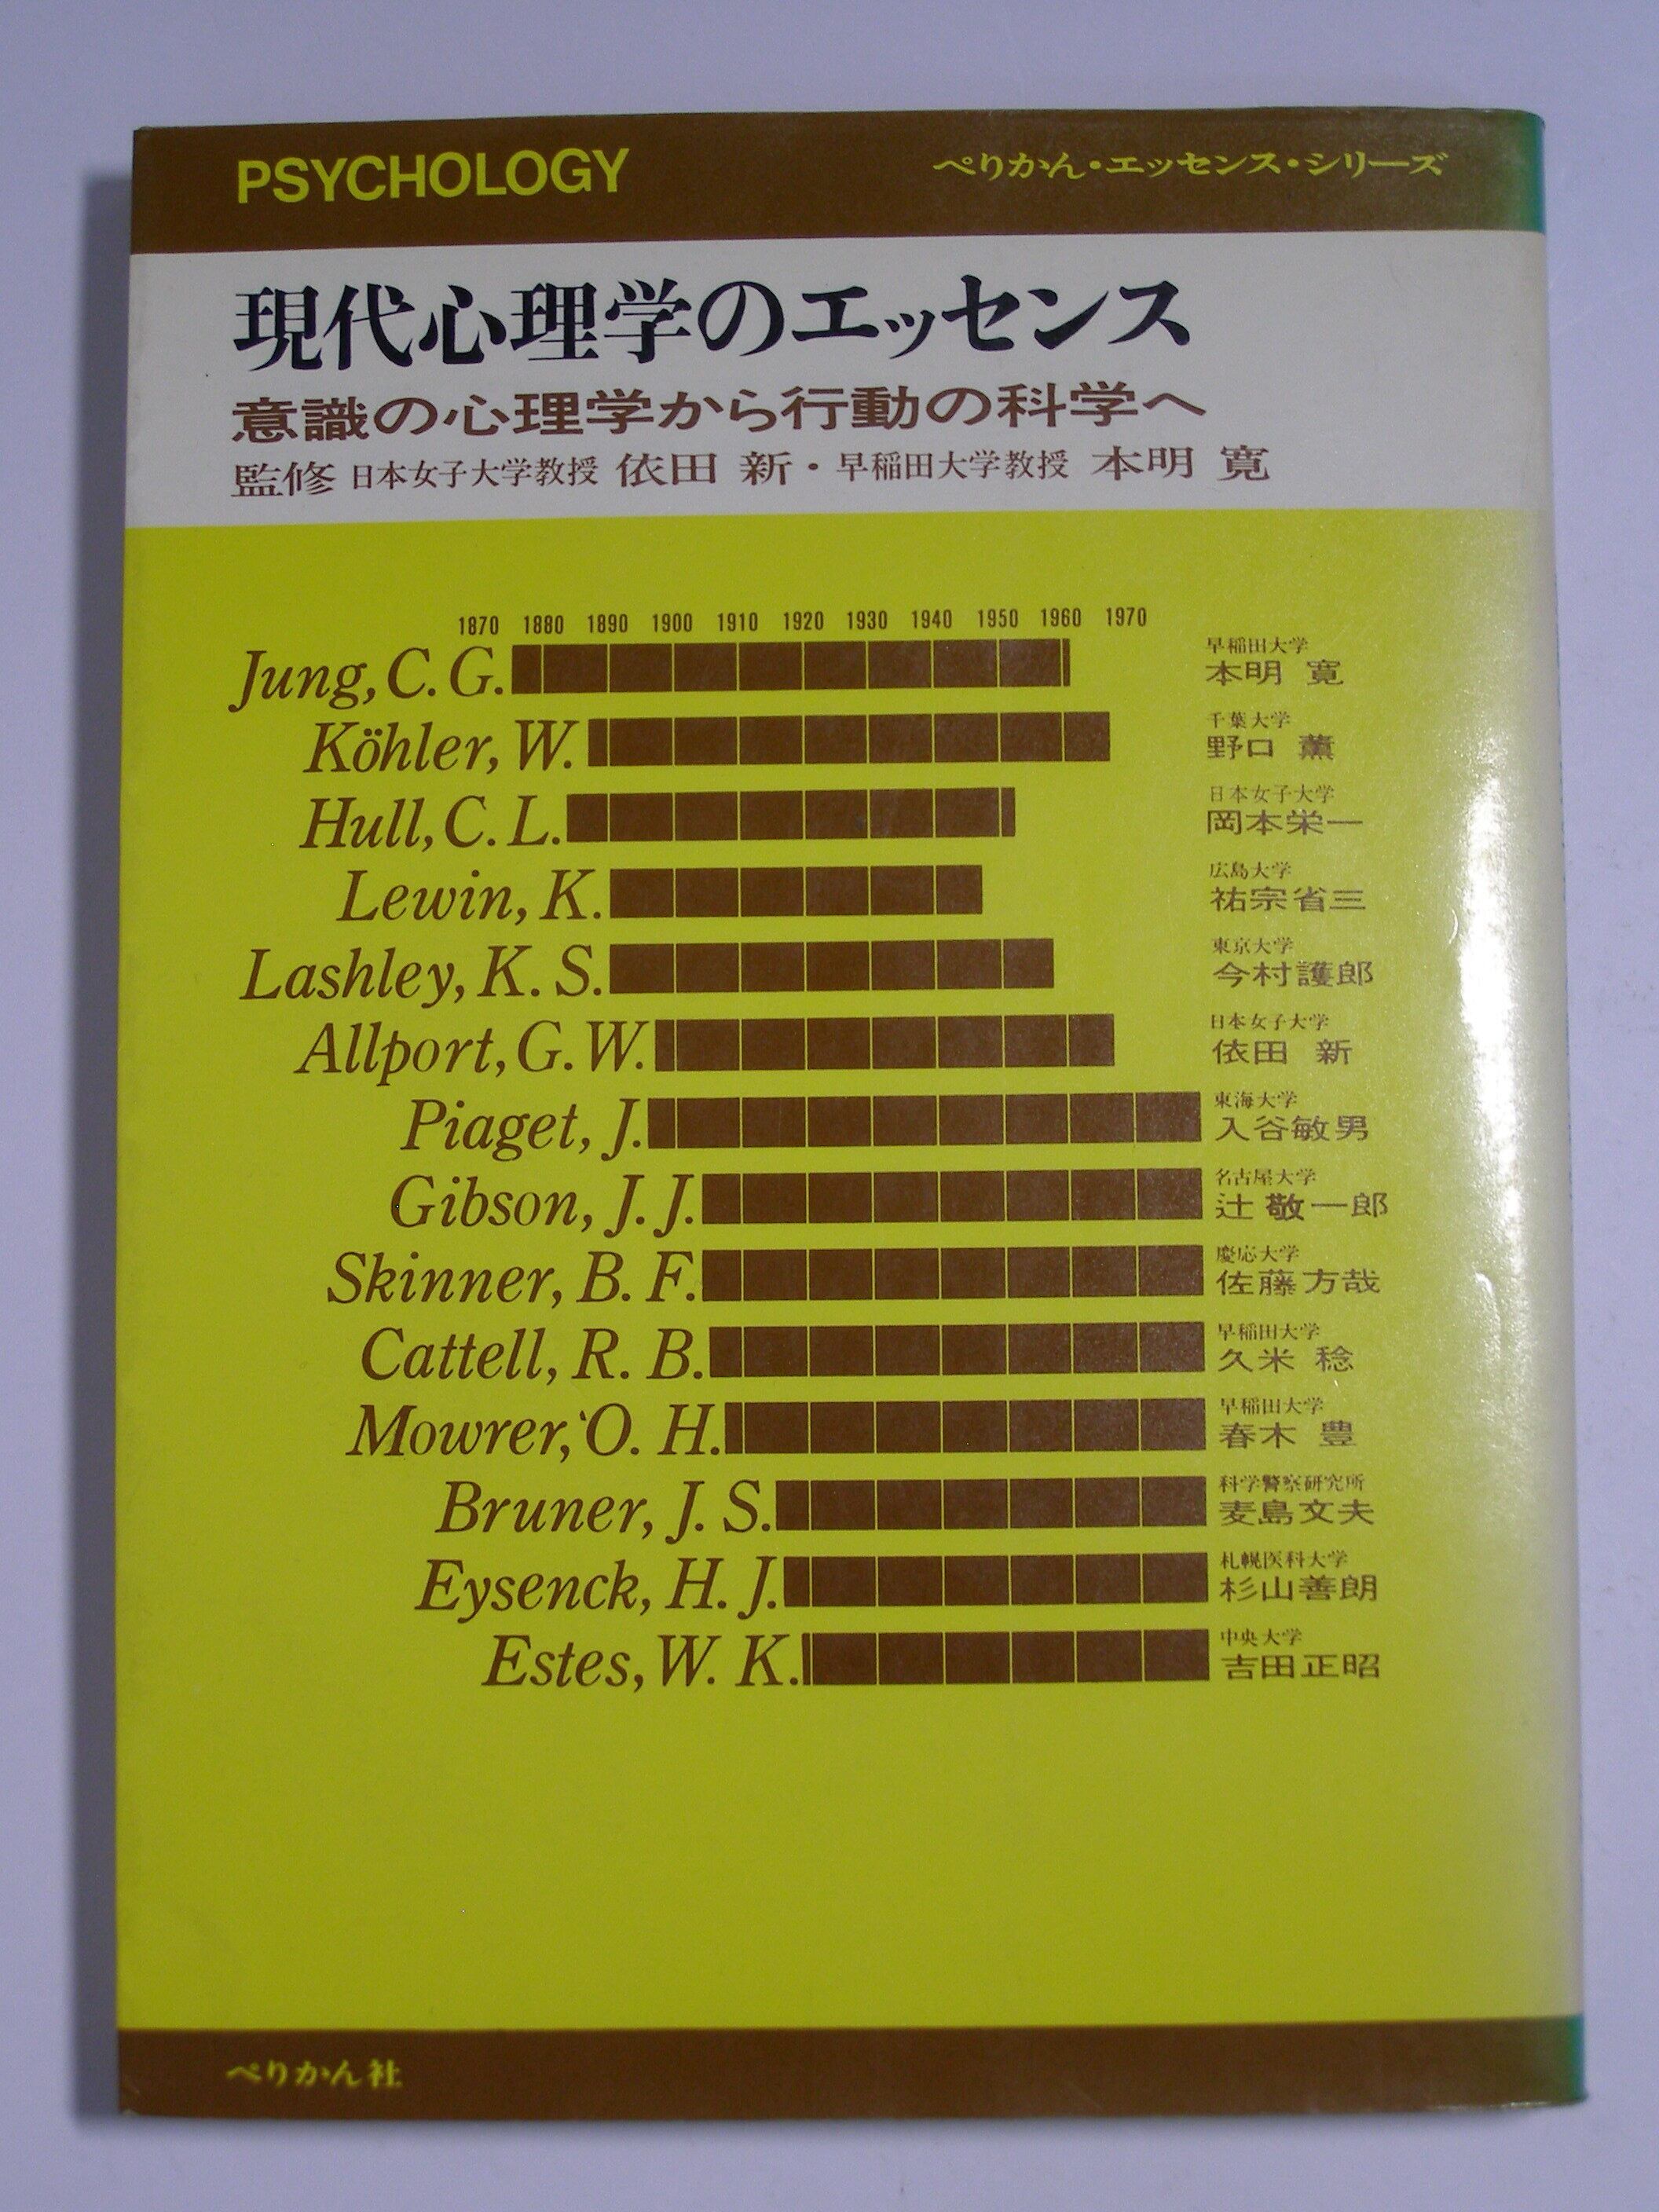 PSYCHOLOGY ぺりかん・エッセンス・シリーズ
現代心理学のエッセンス
意識の心理学から行動の科学へ
監修 日本女子大学教授 依田 新・早稲田大学教授 本明 寛
1870 1880 1890 1900 1910 1920 1930 1940 1950 1960 1970
Jung, C. G. 早稲田大学 本明 寛
Köhler, W. 千葉大学 野口 薫
Hull, C. L. 日本女子大学 岡本栄一
Lewin, K. 広島大学 祐宗省三
Lashley, K. S. 東京大学 今村護郎
Allport, G. W. 日本女子大学 依田 新
Piaget, J. 東海大学 入谷敏男
Gibson, J. J. 名古屋大学 辻 敬一郎
Skinner, B. F. 慶応大学 佐藤方哉
Cattell, R. B. 早稲田大学 久米 稔
Mowrer, O. H. 早稲田大学 春木 豊
Bruner, J. S. 科学警察研究所 麦島文夫
Eysenck, H. J. 札幌医科大学 杉山善朗
Estes, W. K. 中央大学 吉田正昭
ぺりかん社